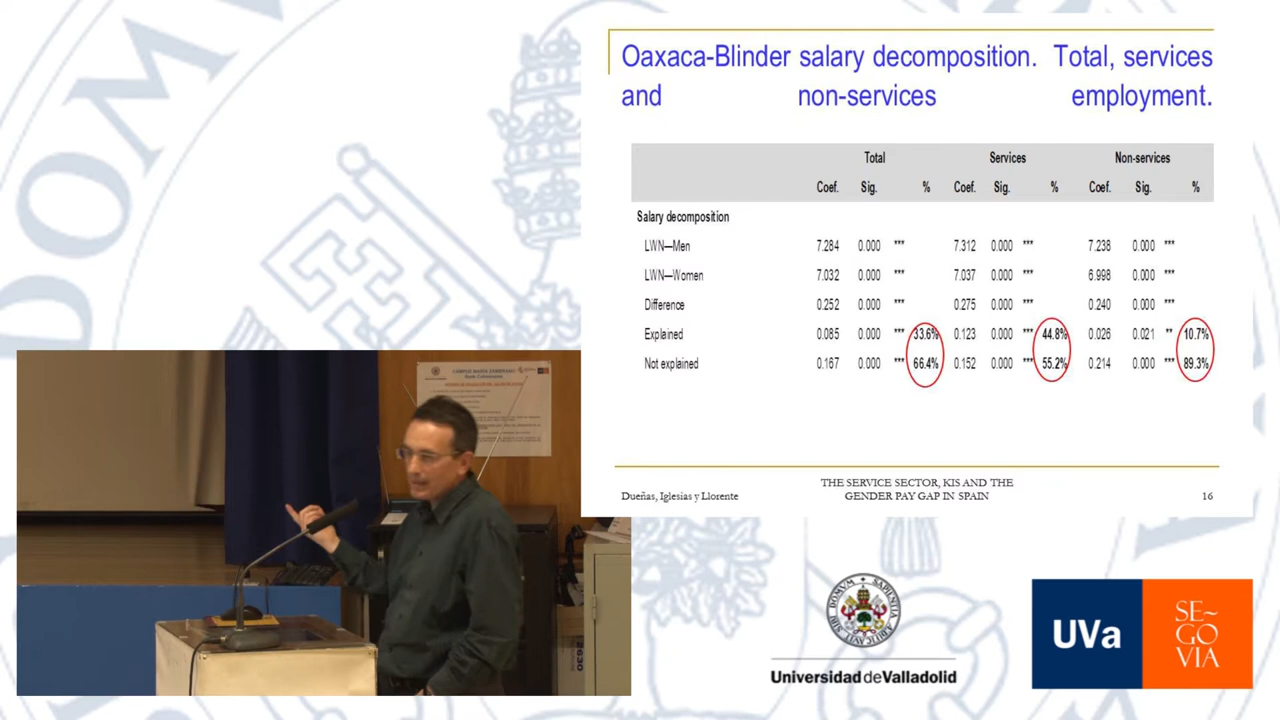 Oaxaca-Blinder salary decomposition. Total, services
and non-services employment.
Total Services Non-services
Coef. Sig. % Coef. Sig. % Coef. Sig. %
Salary decomposition
LWN—Men 7.284 0.000 *** 7.312 0.000 *** 7.238 0.000 ***
LWN—Women 7.032 0.000 *** 7.037 0.000 *** 6.998 0.000 ***
Difference 0.252 0.000 *** 0.275 0.000 *** 0.240 0.000 ***
Explained 0.085 0.000 *** 33.6% 0.123 0.000 *** 44.8% 0.026 0.021 ** 10.7%
Not explained 0.167 0.000 *** 66.4% 0.152 0.000 *** 55.2% 0.214 0.000 *** 89.3%
Dueñas, Iglesias y Llorente
THE SERVICE SECTOR, KIS AND THE
GENDER PAY GAP IN SPAIN
16
CAMPUS MARÍA ZAMBRANO
2630
Universidad de Valladolid
UVa
SE~
GO
VIA